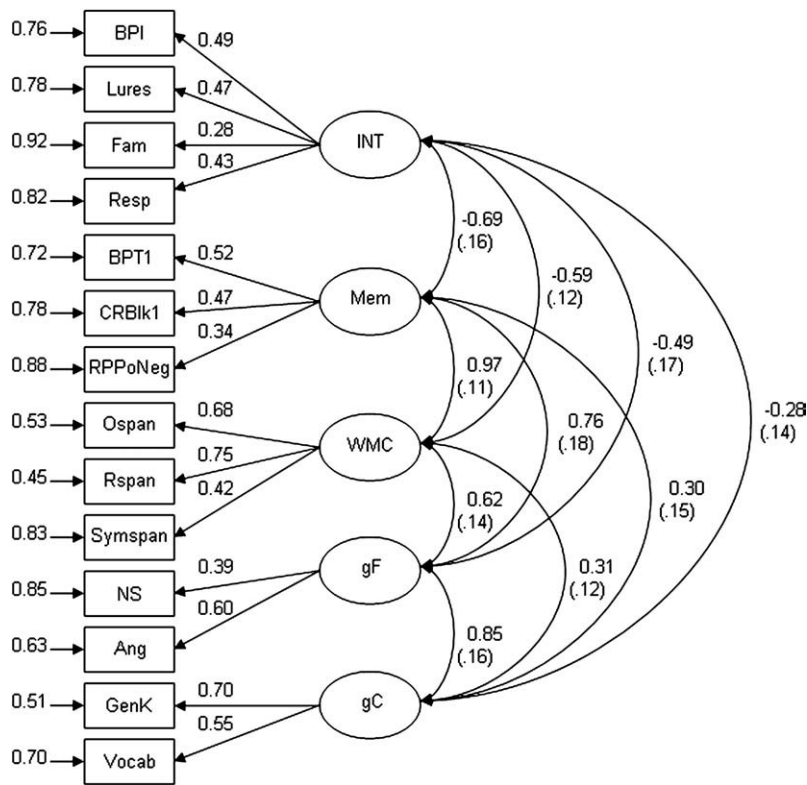 0.76
BPI
0.49
0.78
Lures
0.47
0.92
Fam
0.28
INT
0.82
Resp
0.43
-0.69
(.16)
0.72
BPT1
0.52
-0.59
(.12)
0.78
CRBlk1
0.47
Mem
-0.49
(.17)
0.88
RPPoNeg
0.34
0.97
(.11)
0.76
(.18)
-0.28
(.14)
0.53
Ospan
0.68
0.45
Rspan
0.75
WMC
0.83
Symspan
0.42
0.62
(.14)
0.30
(.15)
0.85
NS
0.39
gF
0.31
(.12)
0.63
Ang
0.60
0.85
(.16)
0.51
GenK
0.70
gC
0.70
Vocab
0.55